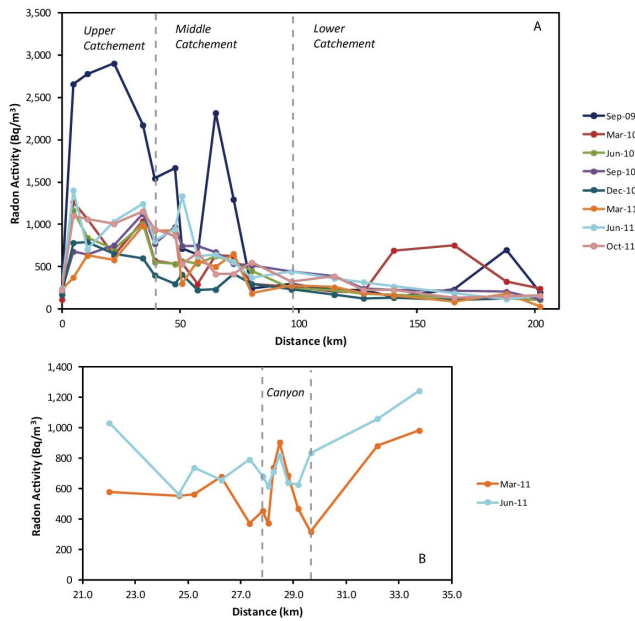 A
Upper
Catchement
Middle
Catchement
Lower
Catchement
3,500
3,000
2,500
2,000
1,500
1,000
500
0
Radon Activity (Bq/m³)
0
50
100
150
200
Distance (km)
Sep-09
Mar-10
Jun-10
Sep-10
Dec-10
Mar-11
Jun-11
Oct-11
1,400
1,200
1,000
800
600
400
200
0
Radon Activity (Bq/m³)
Canyon
B
21.0
23.0
25.0
27.0
29.0
31.0
33.0
35.0
Distance (km)
Mar-11
Jun-11